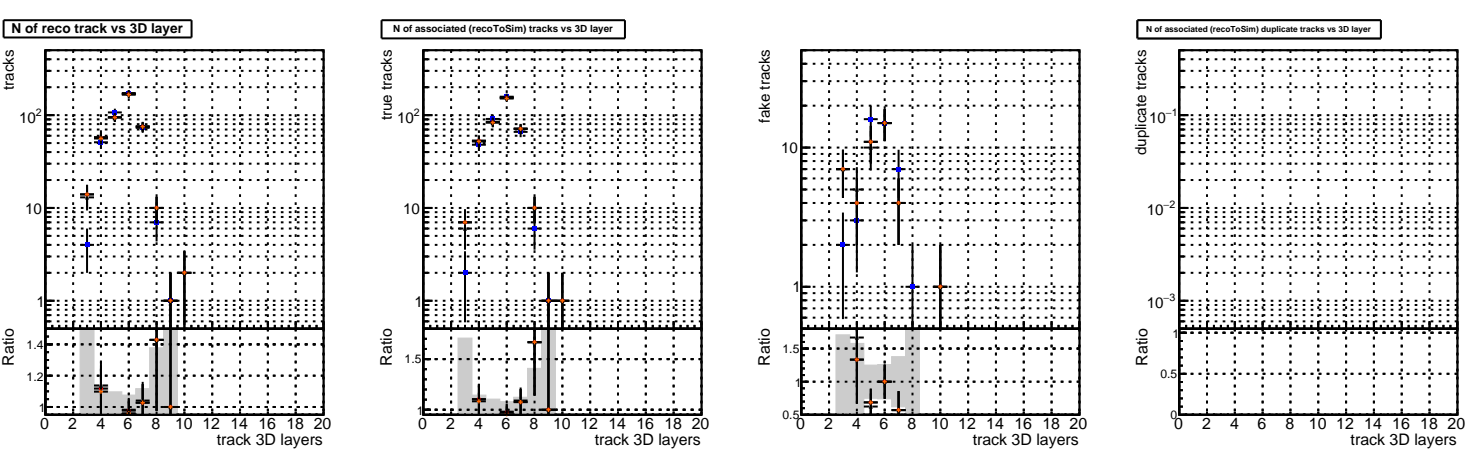 N of reco track vs 3D layer
tracks
10²
10
1
Ratio
1.4
1.2
1
0 2 4 6 8 10 12 14 16 18 20
track 3D layers
N of associated (recoToSim) tracks vs 3D layer
true tracks
10²
10
1
Ratio
1.5
1
0 2 4 6 8 10 12 14 16 18 20
track 3D layers
fake tracks
10
1
Ratio
1.5
1
0.5
0 2 4 6 8 10 12 14 16 18 20
track 3D layers
N of associated (recoToSim) duplicate tracks vs 3D layer
duplicate tracks
10⁻¹
10⁻²
10⁻³
Ratio
1
0.5
0
0 2 4 6 8 10 12 14 16 18 20
track 3D layers